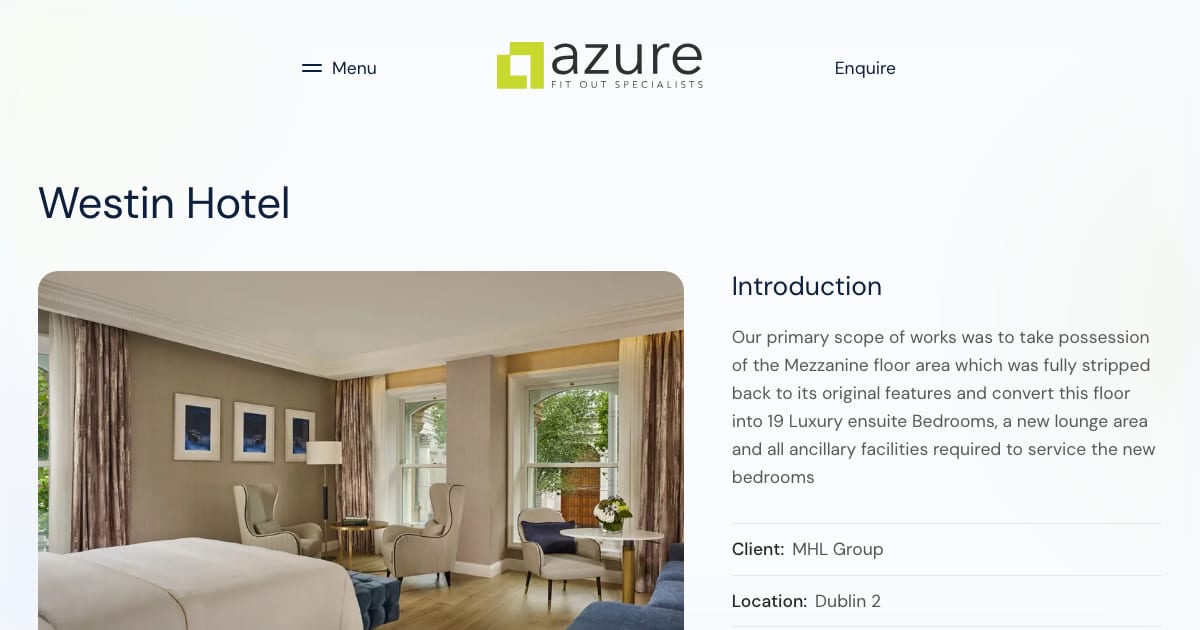 Menu
azure
FIT OUT SPECIALISTS
Enquire
Westin Hotel
Introduction
Our primary scope of works was to take possession
of the Mezzanine floor area which was fully stripped
back to its original features and convert this floor
into 19 Luxury ensuite Bedrooms, a new lounge area
and all ancillary facilities required to service the new
bedrooms
Client: MHL Group
Location: Dublin 2